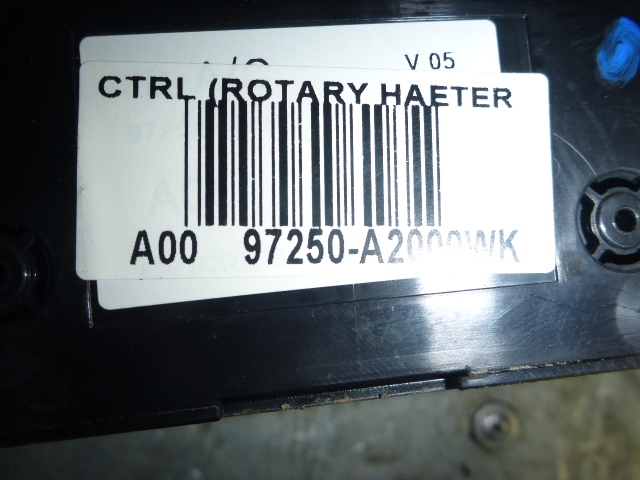 V 05
CTRL (ROTARY HAETER
A00 97250-A2000WK